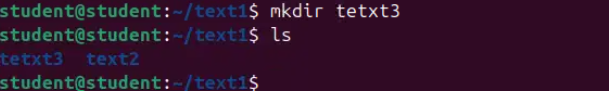 student@student:~/text1$ mkdir tetxt3
student@student:~/text1$ ls
tetxt3  text2
student@student:~/text1$